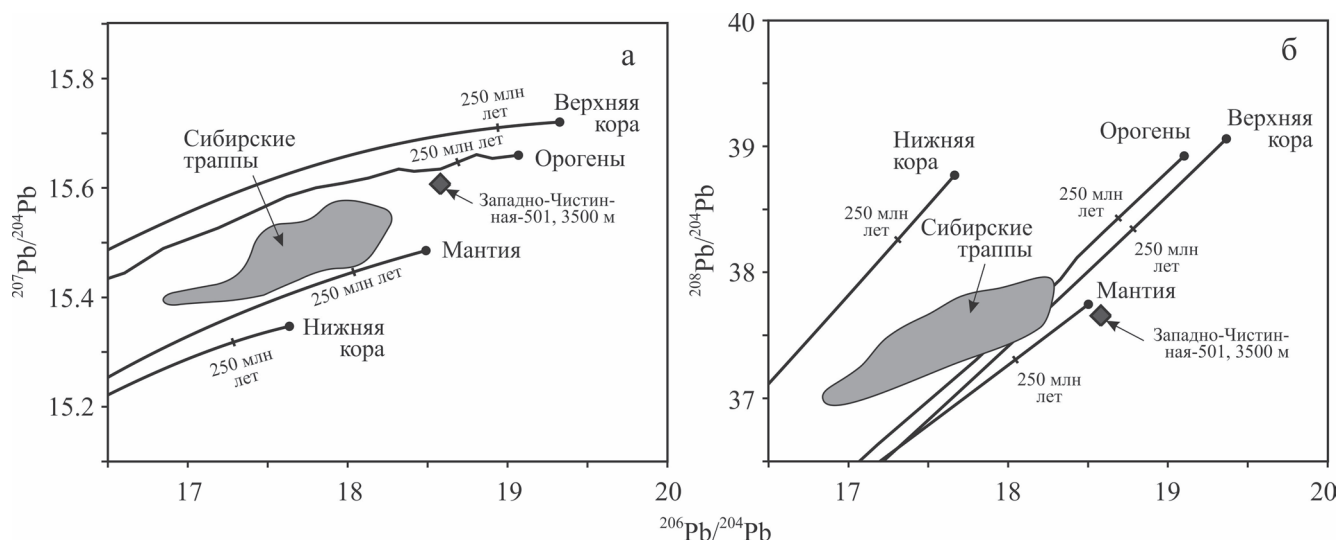 а
15.8
15.6
15.4
15.2
²⁰⁷Pb/²⁰⁴Pb
250 млн
лет
Верхняя
кора
Сибирские
траппы
250 млн лет
Орогены
Западно-Чистин-
ная-501, 3500 м
Мантия
250 млн лет
Нижняя
кора
250 млн
лет
17
18
19
20
б
40
39
38
37
²⁰⁸Pb/²⁰⁴Pb
Нижняя
кора
Орогены
Верхняя
кора
250 млн
лет
250 млн
лет
Сибирские
траппы
250 млн
лет
Мантия
Западно-Чистин-
ная-501, 3500 м
250 млн
лет
17
18
19
20
²⁰⁶Pb/²⁰⁴Pb